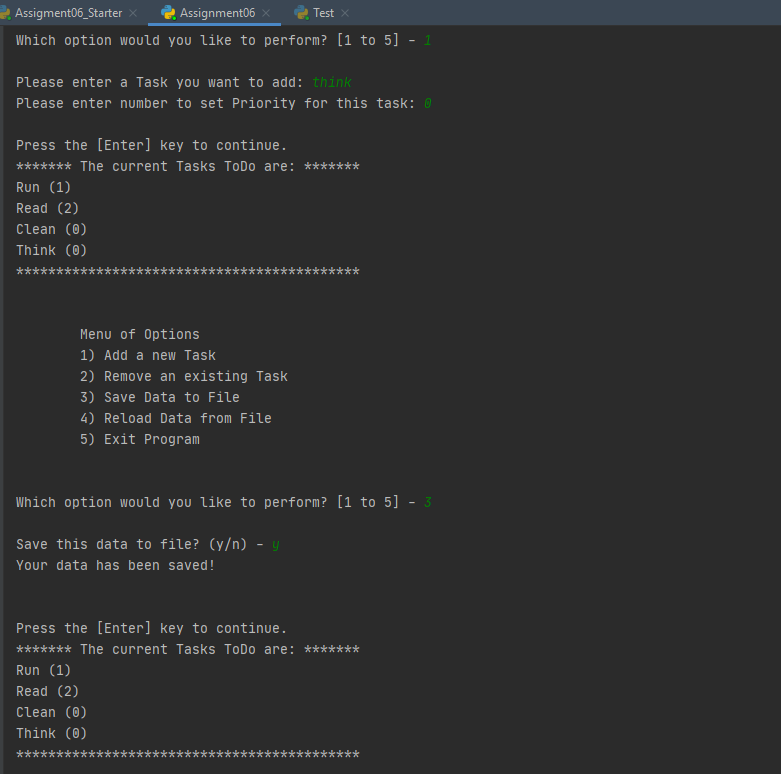 Assigment06_Starter × Assignment06 × Test ×
Which option would you like to perform? [1 to 5] - 1
Please enter a Task you want to add: think
Please enter number to set Priority for this task: 0
Press the [Enter] key to continue.
******* The current Tasks ToDo are: *******
Run (1)
Read (2)
Clean (0)
Think (0)
*******************************************
Menu of Options
1) Add a new Task
2) Remove an existing Task
3) Save Data to File
4) Reload Data from File
5) Exit Program
Which option would you like to perform? [1 to 5] - 3
Save this data to file? (y/n) - y
Your data has been saved!
Press the [Enter] key to continue.
******* The current Tasks ToDo are: *******
Run (1)
Read (2)
Clean (0)
Think (0)
*******************************************